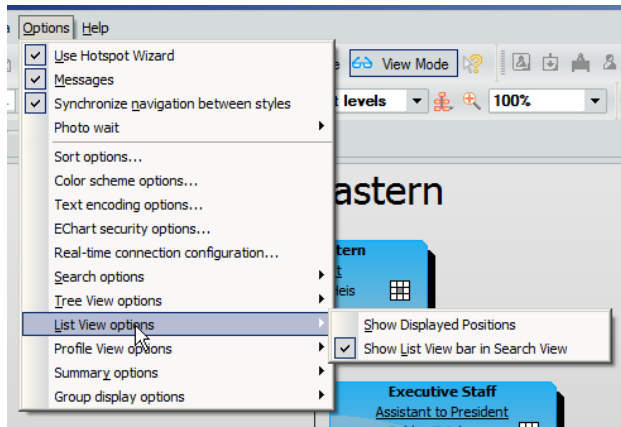 Options Help
Use Hotspot Wizard
View Mode
Messages
Synchronize navigation between styles
levels
100%
Photo wait
Sort options...
Color scheme options...
Text encoding options...
EChart security options...
Real-time connection configuration...
Search options
Tree View options
List View options
Show Displayed Positions
Profile View options
Show List View bar in Search View
Summary options
Group display options
Executive Staff
Assistant to President